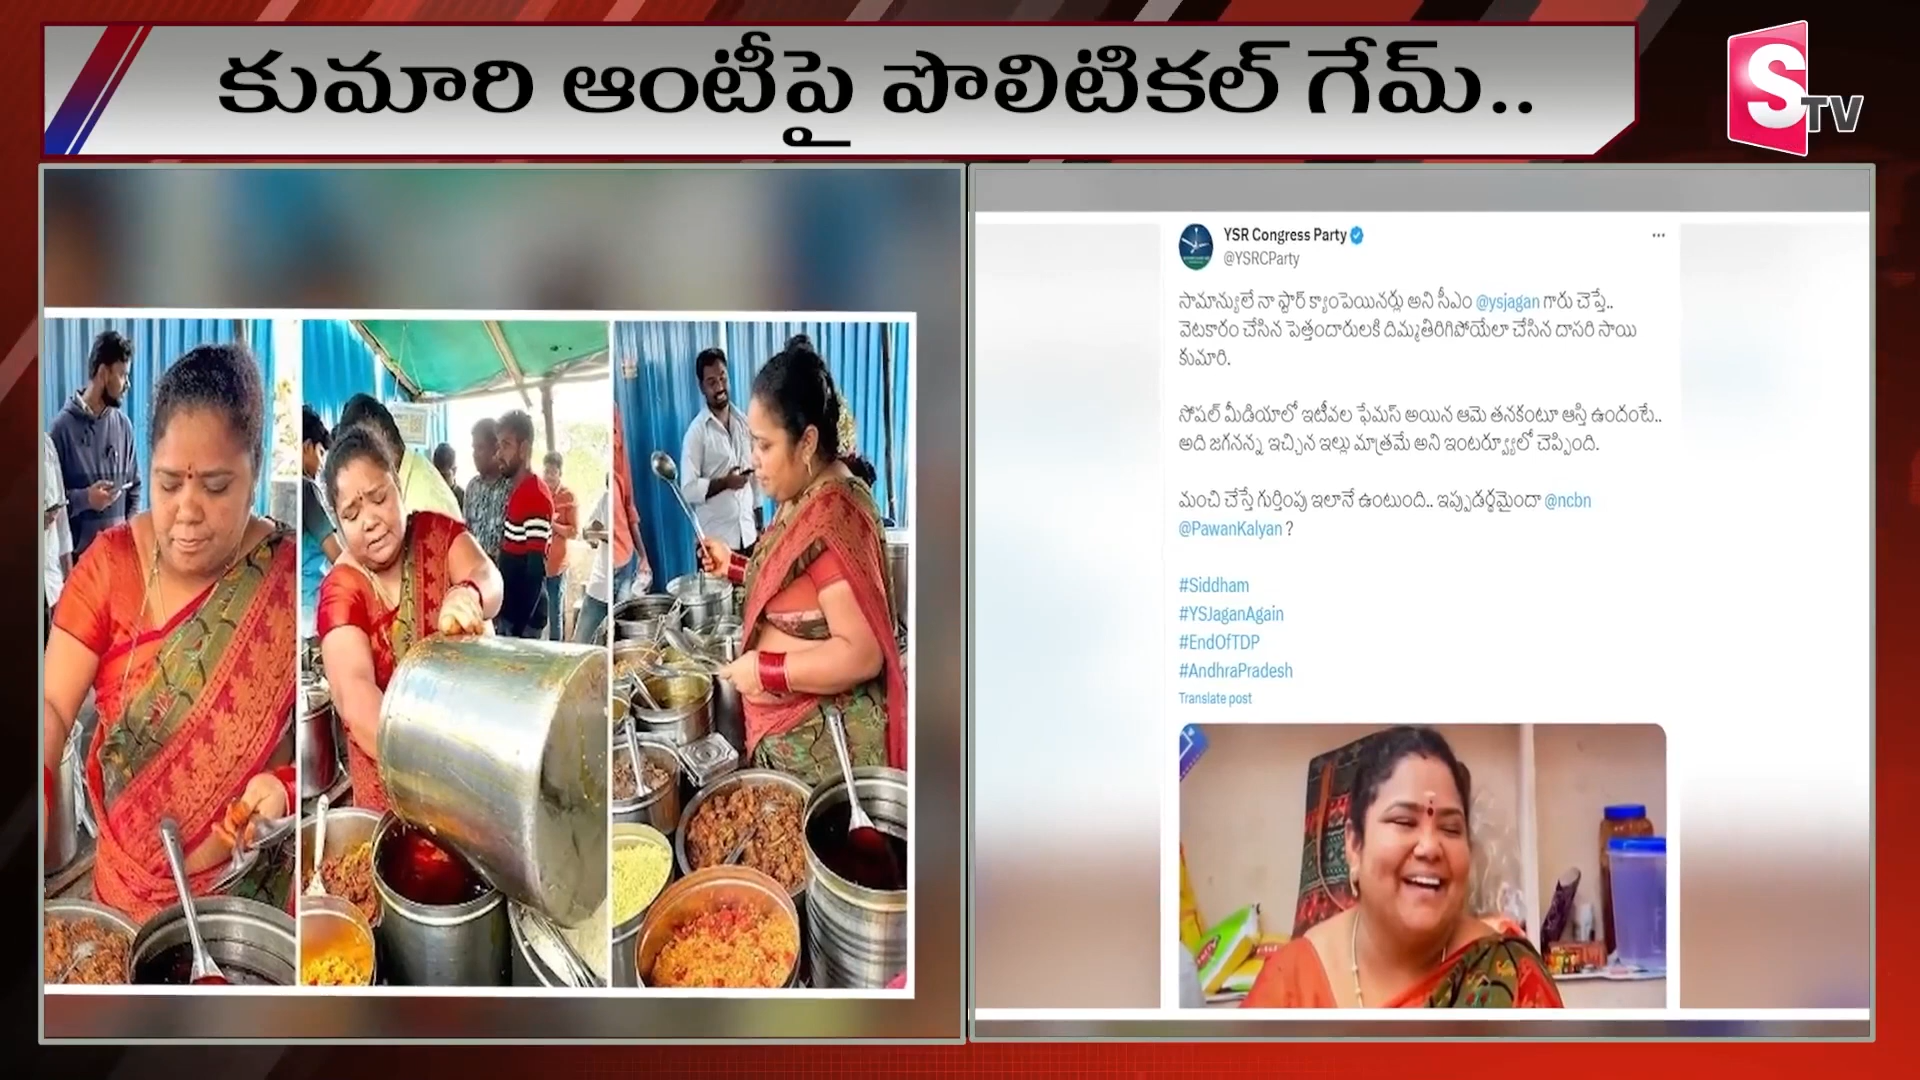 కుమారి ఆంటీపై పొలిటికల్ గేమ్..
STV
YSR Congress Party
@YSRCParty
సామాన్యులే నా స్టార్ క్యాంపెయినర్లు అని సీఎం @ysjagan గారు చెప్తే..
వెటకారం చేసిన పెత్తందారులకి దిమ్మతిరిగిపోయేలా చేసిన దాసరి సాయి
కుమారి.
సోషల్ మీడియాలో ఇటీవల ఫేమస్ అయిన ఆమె తనకంటూ ఆస్తి ఉందంటే..
అది జగనన్న ఇచ్చిన ఇల్లు మాత్రమే అని ఇంటర్వ్యూలో చెప్పింది.
మంచి చేస్తే గుర్తింపు ఇలానే ఉంటుంది.. ఇప్పుడర్థమైందా @ncbn
@PawanKalyan ?
#Siddham
#YSJaganAgain
#EndOfTDP
#AndhraPradesh
Translate post